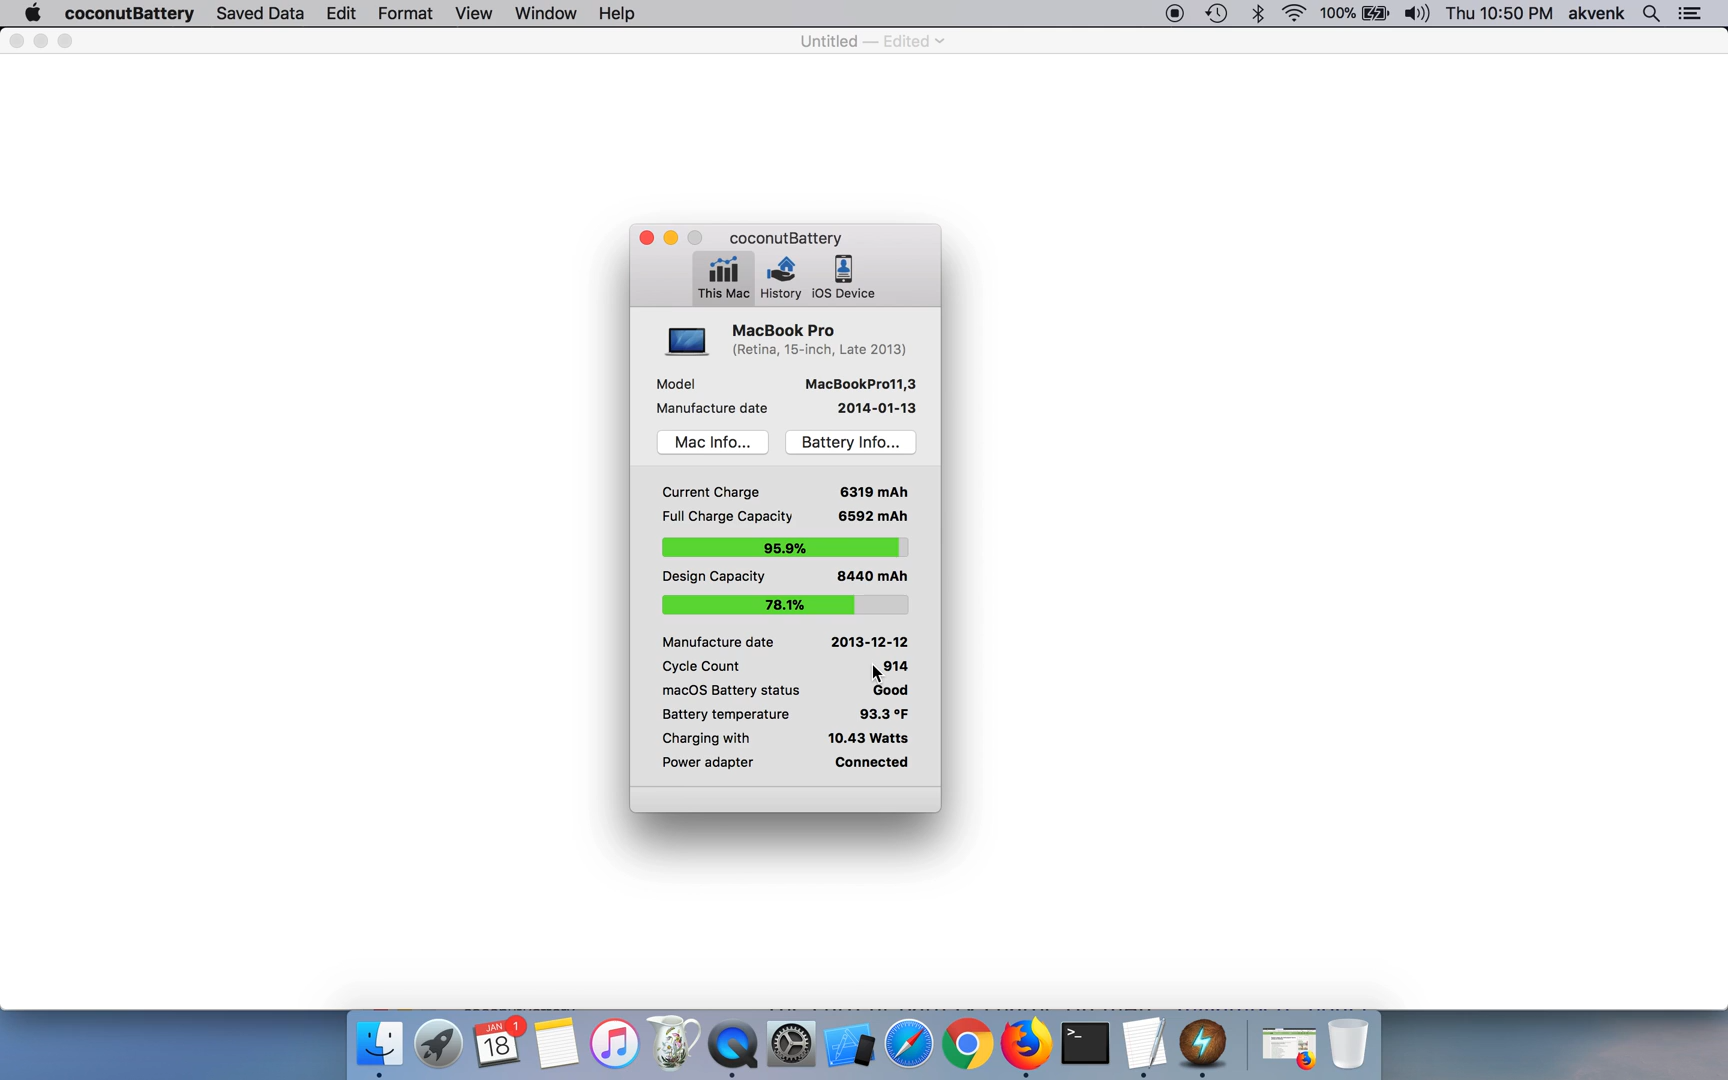 coconutBattery Saved Data Edit Format View Window Help 100% Thu 10:50 PM akvenk
Untitled — Edited
coconutBattery
This Mac History iOS Device
MacBook Pro
(Retina, 15-inch, Late 2013)
Model MacBookPro11,3
Manufacture date 2014-01-13
Mac Info... Battery Info...
Current Charge 6319 mAh
Full Charge Capacity 6592 mAh
95.9%
Design Capacity 8440 mAh
78.1%
Manufacture date 2013-12-12
Cycle Count 914
macOS Battery status Good
Battery temperature 93.3 °F
Charging with 10.43 Watts
Power adapter Connected
JAN 1
18
>_